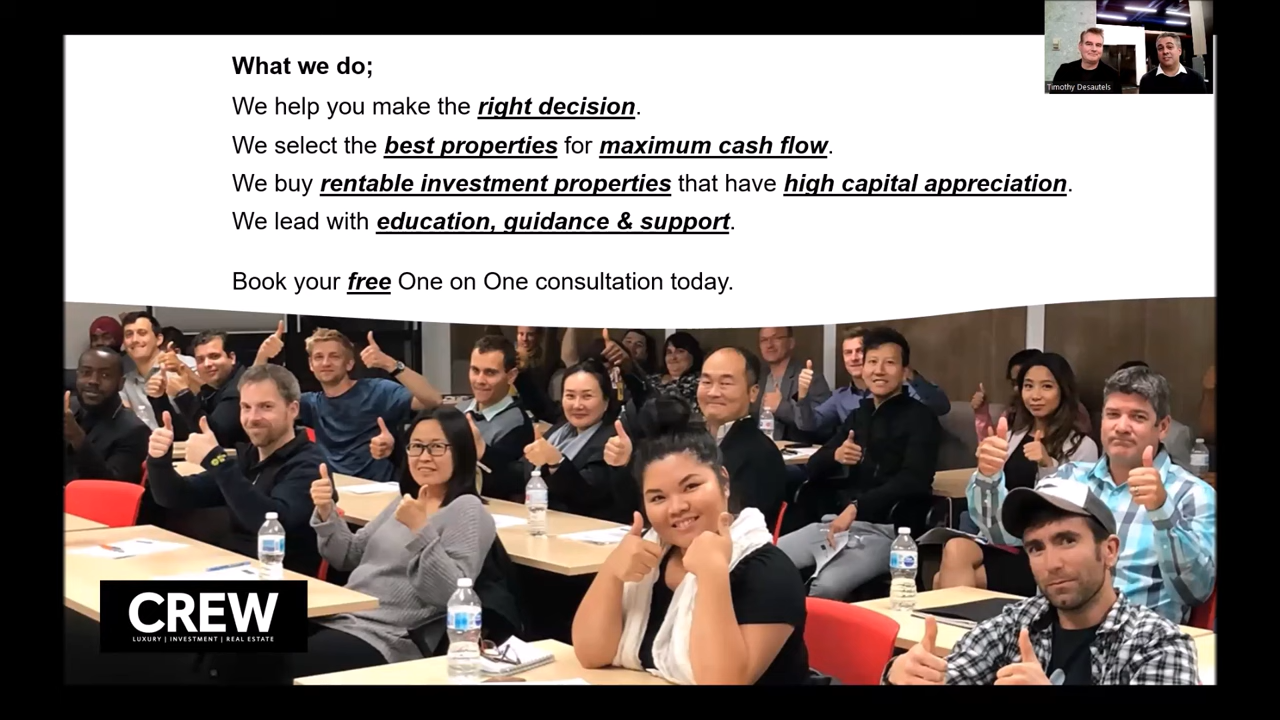 What we do;
We help you make the right decision.
We select the best properties for maximum cash flow.
We buy rentable investment properties that have high capital appreciation.
We lead with education, guidance & support.
Book your free One on One consultation today.
Timothy Desautels
CREW
LUXURY | INVESTMENT | REAL ESTATE